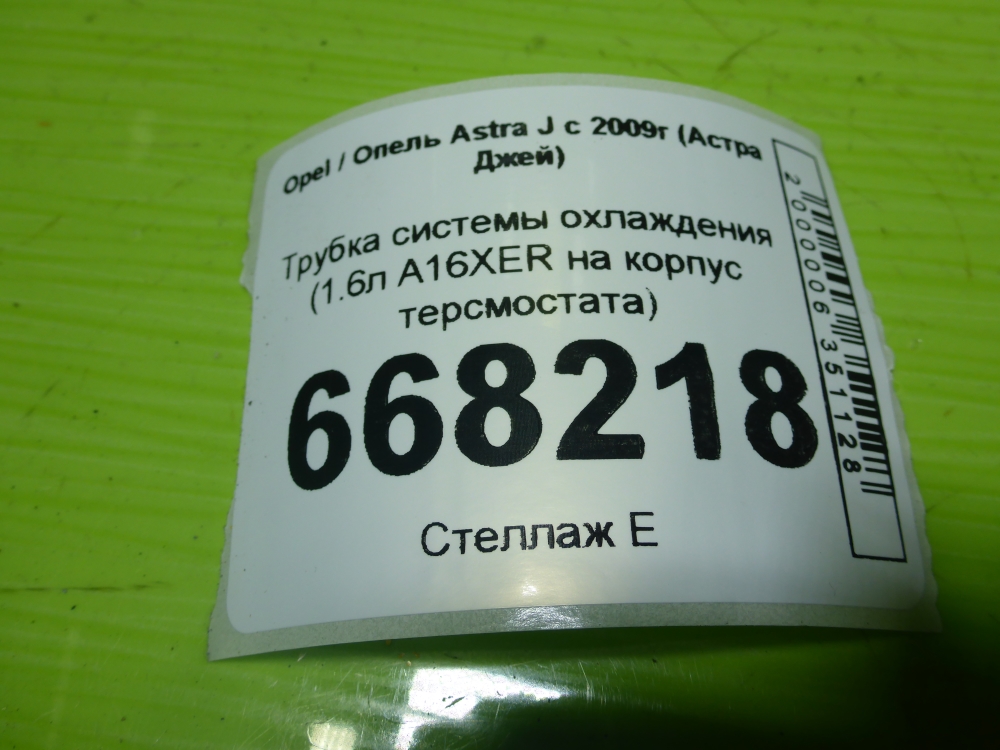 Opel / Опель Astra J с 2009г (Астра
Джей)
Трубка системы охлаждения
(1.6л A16XER на корпус
терсмостата)
668218
Стеллаж Е
2000006351128